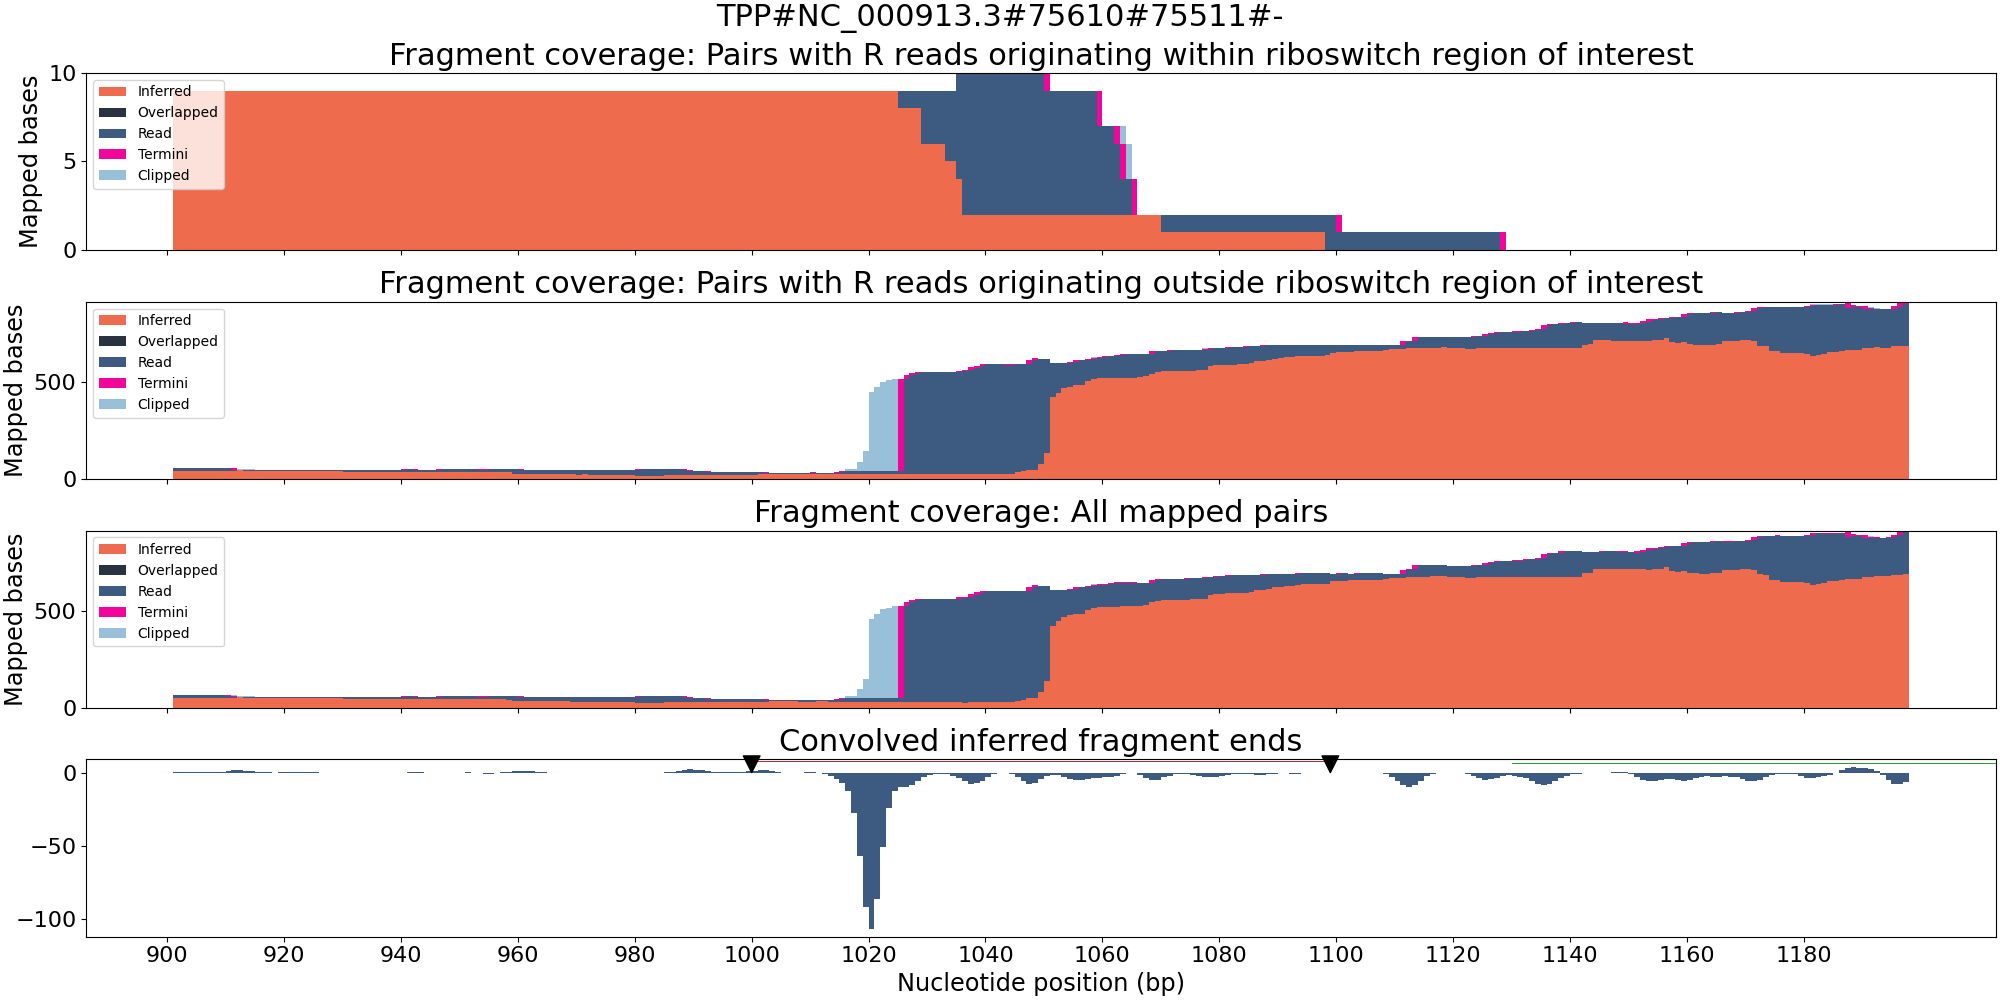 TPP#NC_000913.3#75610#75511#-
Fragment coverage: Pairs with R reads originating within riboswitch region of interest
Mapped bases
10
5
0
Inferred
Overlapped
Read
Termini
Clipped
Fragment coverage: Pairs with R reads originating outside riboswitch region of interest
Mapped bases
500
0
Inferred
Overlapped
Read
Termini
Clipped
Fragment coverage: All mapped pairs
Mapped bases
500
0
Inferred
Overlapped
Read
Termini
Clipped
Convolved inferred fragment ends
0
−50
−100
900 920 940 960 980 1000 1020 1040 1060 1080 1100 1120 1140 1160 1180
Nucleotide position (bp)